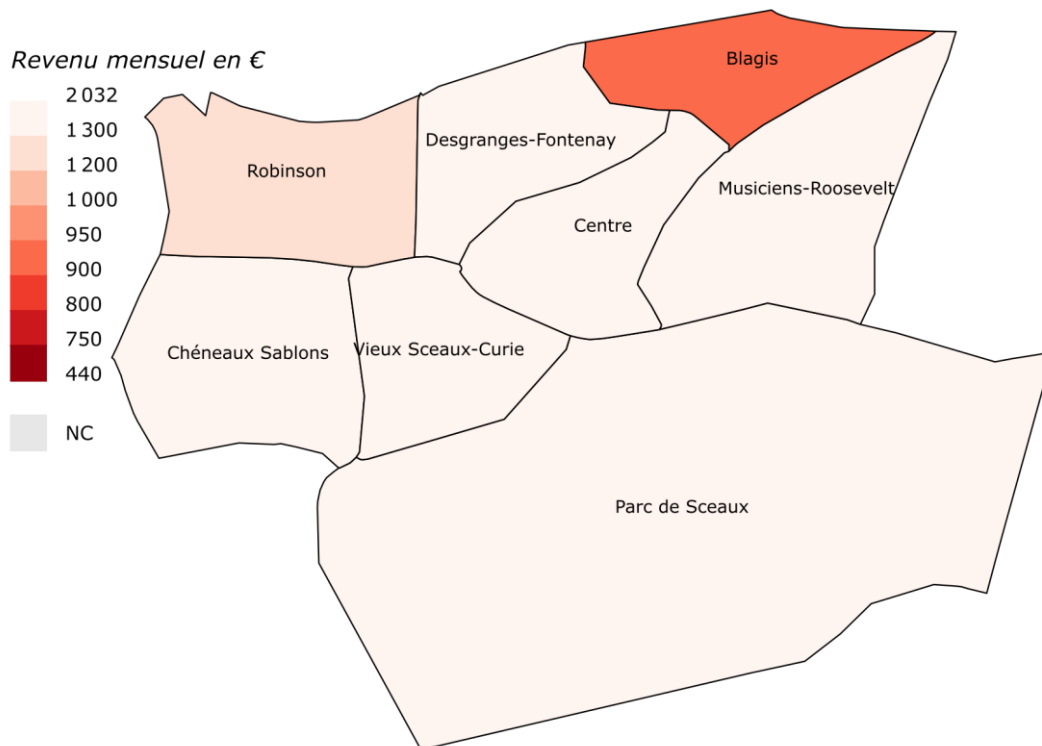 Revenu mensuel en €
2 032
1 300
1 200
1 000
950
900
800
750
440
NC
Blagis
Desgranges-Fontenay
Robinson
Musiciens-Roosevelt
Centre
Chéneaux Sablons
Vieux Sceaux-Curie
Parc de Sceaux